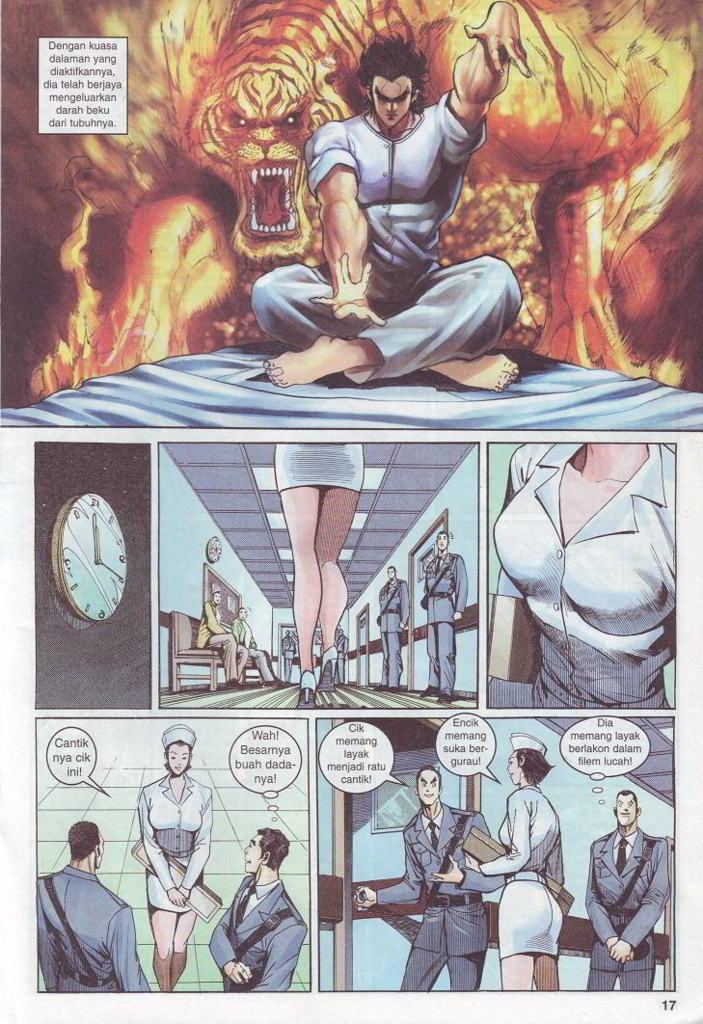 Dengan kuasa
dalaman yang
diaktifkannya,
dia telah berjaya
mengeluarkan
darah beku
dari tubuhnya.
Cantik
nya cik
ini!
Wah!
Besarnya
buah dada-
nya!
Cik
memang
layak
menjadi ratu
cantik!
Encik
memang
suka ber-
gurau!
Dia
memang layak
berlakon dalam
filem lucah!
17